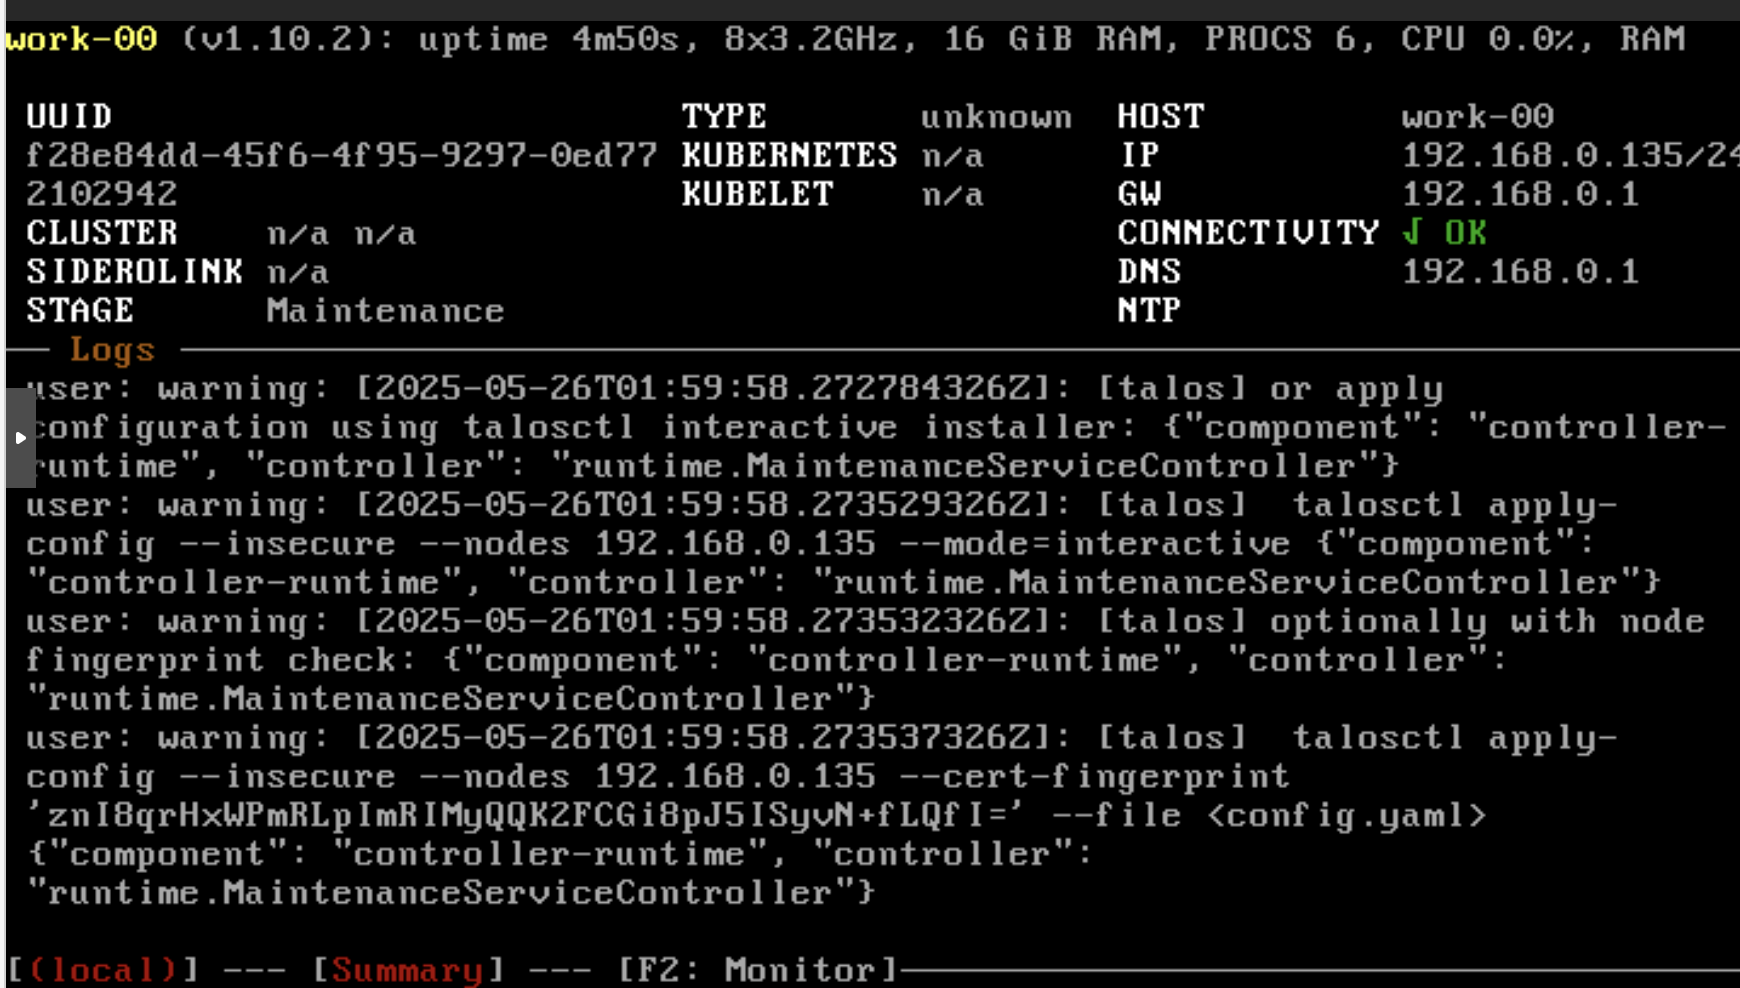 work-00 (v1.10.2): uptime 4m50s, 8x3.2GHz, 16 GiB RAM, PROCS 6, CPU 0.0%, RAM
UUID TYPE unknown HOST work-00
f28e84dd-45f6-4f95-9297-0ed77 KUBERNETES n/a IP 192.168.0.135/24
2102942 KUBELET n/a GW 192.168.0.1
CLUSTER n/a n/a CONNECTIVITY √ OK
SIDEROLINK n/a DNS 192.168.0.1
STAGE Maintenance NTP
Logs
user: warning: [2025-05-26T01:59:58.272784326Z]: [talos] or apply
configuration using talosctl interactive installer: {"component": "controller-
runtime", "controller": "runtime.MaintenanceServiceController"}
user: warning: [2025-05-26T01:59:58.273529326Z]: [talos]  talosctl apply-
config --insecure --nodes 192.168.0.135 --mode=interactive {"component":
"controller-runtime", "controller": "runtime.MaintenanceServiceController"}
user: warning: [2025-05-26T01:59:58.273532326Z]: [talos] optionally with node
fingerprint check: {"component": "controller-runtime", "controller":
"runtime.MaintenanceServiceController"}
user: warning: [2025-05-26T01:59:58.273537326Z]: [talos]  talosctl apply-
config --insecure --nodes 192.168.0.135 --cert-fingerprint
'znI8qrHxWPmRLpImRIMyQQK2FCGi8pJ5ISyvN+fLQfI=' --file <config.yaml>
{"component": "controller-runtime", "controller":
"runtime.MaintenanceServiceController"}
[(local)] --- [Summary] --- [F2: Monitor]